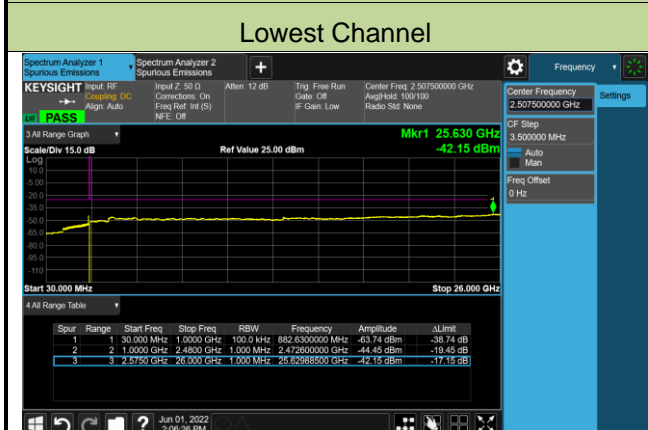 Lowest Channel
Spectrum Analyzer 1
Spurious Emissions
Spectrum Analyzer 2
Spurious Emissions
+
Frequency
KEYSIGHT
Input: RF
Coupling: DC
Align: Auto
Input Z: 50 Ω
Corrections: On
Freq Ref: Int (S)
NFE: Off
Atten: 12 dB
Trig: Free Run
Gate: Off
IF Gain: Low
Center Freq: 2.507500000 GHz
Avg|Hold: 100/100
Radio Std: None
PASS
Center Frequency
2.507500000 GHz
Settings
CF Step
3.500000 MHz
Auto
Man
Freq Offset
0 Hz
3 All Range Graph
Mkr1 25.630 GHz
Scale/Div 15.0 dB
Ref Value 25.00 dBm
-42.15 dBm
Log
10.0
-5.00
-20.0
-35.0
-50.0
-65.0
-80.0
-95.0
-110
1
Start 30.000 MHz
Stop 26.000 GHz
4 All Range Table
Spur Range Start Freq Stop Freq RBW Frequency Amplitude ΔLimit
1 1 30.000 MHz 1.0000 GHz 100.0 kHz 882.6300000 MHz -63.74 dBm -38.74 dB
2 2 1.0000 GHz 2.4800 GHz 1.000 MHz 2.472600000 GHz -44.45 dBm -19.45 dB
3 3 2.5750 GHz 26.000 GHz 1.000 MHz 25.62988500 GHz -42.15 dBm -17.15 dB
?
Jun 01, 2022
2:06:26 PM